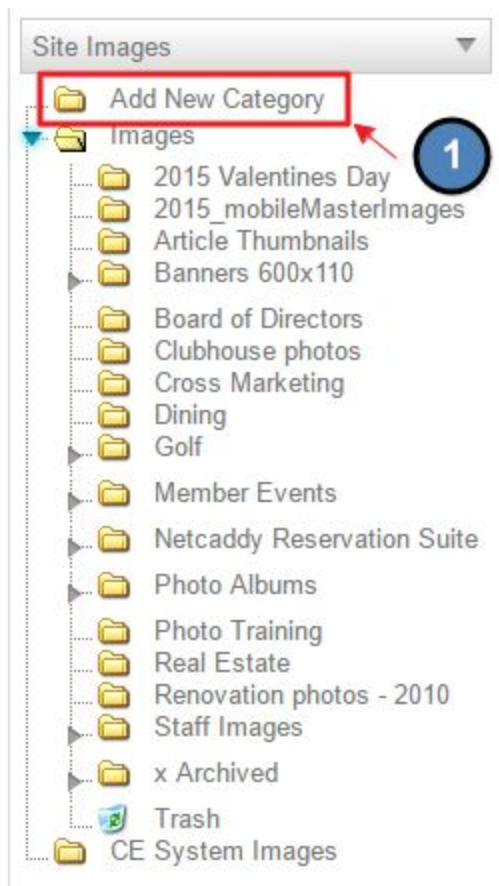 Site Images
Add New Category
1
Images
2015 Valentines Day
2015_mobileMasterImages
Article Thumbnails
Banners 600x110
Board of Directors
Clubhouse photos
Cross Marketing
Dining
Golf
Member Events
Netcaddy Reservation Suite
Photo Albums
Photo Training
Real Estate
Renovation photos - 2010
Staff Images
x Archived
Trash
CE System Images